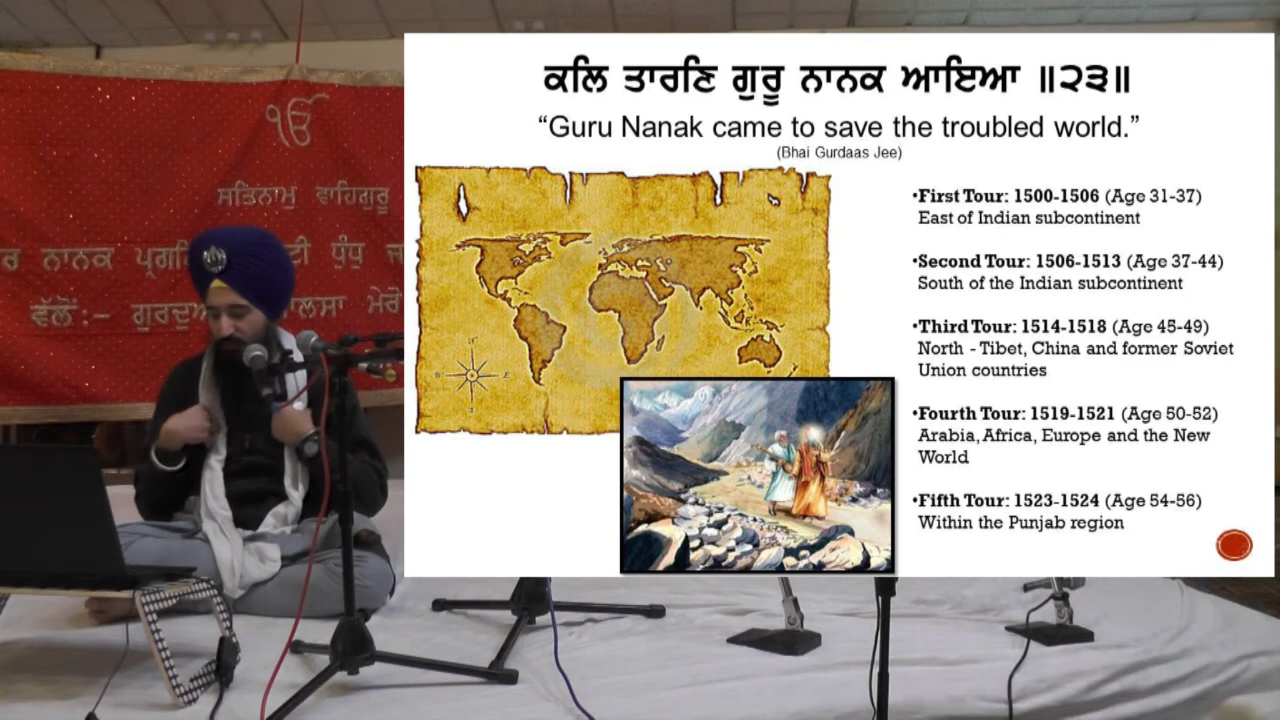 ੴ
ਸਤਿਨਾਮੁ ਵਾਹਿਗੁਰੂ
ਨਾਨਕ ਧੁੰਧੁ
ਵੱਲੋਂ :- ਮੇਰੋ
ਕਲਿ ਤਾਰਣਿ ਗੁਰੂ ਨਾਨਕ ਆਇਆ ॥੨੩॥
“Guru Nanak came to save the troubled world.”
(Bhai Gurdaas Jee)
W E
•First Tour: 1500-1506 (Age 31-37)
East of Indian subcontinent
•Second Tour: 1506-1513 (Age 37-44)
South of the Indian subcontinent
•Third Tour: 1514-1518 (Age 45-49)
North - Tibet, China and former Soviet
Union countries
•Fourth Tour: 1519-1521 (Age 50-52)
Arabia, Africa, Europe and the New
World
•Fifth Tour: 1523-1524 (Age 54-56)
Within the Punjab region